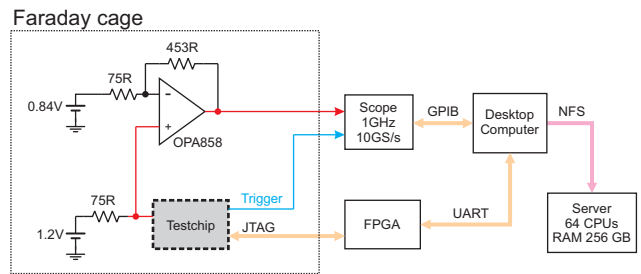 Faraday cage
453R
75R
0.84V
OPA858
Scope
1GHz
10GS/s
GPIB
Desktop
Computer
NFS
75R
1.2V
Testchip
Trigger
JTAG
FPGA
UART
Server
64 CPUs
RAM 256 GB